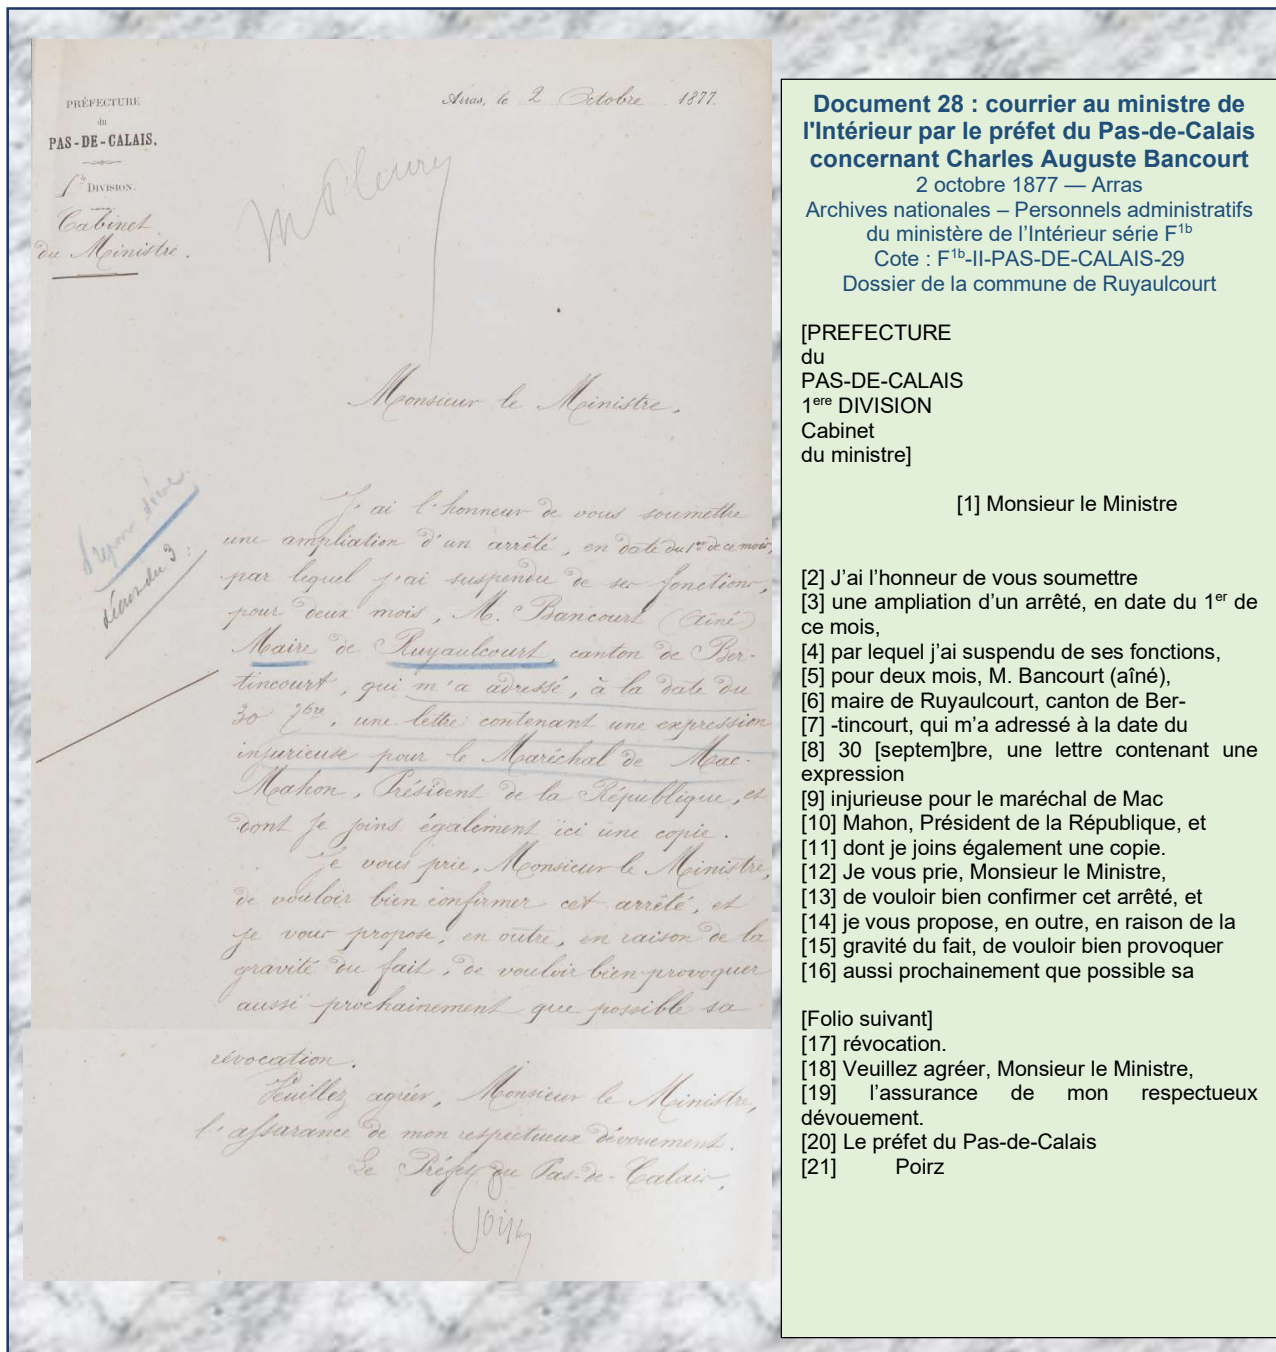 PRÉFECTURE
du
PAS-DE-CALAIS.
1re DIVISION.
Cabinet
du Ministre.
Arras, le 2 Octobre 1877.
Monsieur le Ministre,
J'ai l'honneur de vous soumettre
une ampliation d'un arrêté, en date du 1er de ce mois,
par lequel j'ai suspendu de ses fonctions,
pour deux mois, M. Bancourt (aîné)
Maire de Ruyaulcourt, canton de Ber-
tincourt, qui m'a adressé, à la date du
30 7bre, une lettre contenant une expression
injurieuse pour le Maréchal de Mac-
Mahon, Président de la République, et
dont je joins également ici une copie.
Je vous prie, Monsieur le Ministre,
de vouloir bien confirmer cet arrêté, et
je vous propose, en outre, en raison de la
gravité du fait, de vouloir bien provoquer
aussi prochainement que possible sa
révocation.
Veuillez agréer, Monsieur le Ministre,
l'assurance de mon respectueux dévouement.
Le Préfet du Pas-de-Calais,
Document 28 : courrier au ministre de
l'Intérieur par le préfet du Pas-de-Calais
concernant Charles Auguste Bancourt
2 octobre 1877 — Arras
Archives nationales – Personnels administratifs
du ministère de l'Intérieur série F1b
Cote : F1b-II-PAS-DE-CALAIS-29
Dossier de la commune de Ruyaulcourt
[PREFECTURE
du
PAS-DE-CALAIS
1ere DIVISION
Cabinet
du ministre]
[1] Monsieur le Ministre
[2] J'ai l'honneur de vous soumettre
[3] une ampliation d'un arrêté, en date du 1er de
ce mois,
[4] par lequel j'ai suspendu de ses fonctions,
[5] pour deux mois, M. Bancourt (aîné),
[6] maire de Ruyaulcourt, canton de Ber-
[7] -tincourt, qui m'a adressé à la date du
[8] 30 [septem]bre, une lettre contenant une
expression
[9] injurieuse pour le maréchal de Mac
[10] Mahon, Président de la République, et
[11] dont je joins également une copie.
[12] Je vous prie, Monsieur le Ministre,
[13] de vouloir bien confirmer cet arrêté, et
[14] je vous propose, en outre, en raison de la
[15] gravité du fait, de vouloir bien provoquer
[16] aussi prochainement que possible sa
[Folio suivant]
[17] révocation.
[18] Veuillez agréer, Monsieur le Ministre,
[19] l'assurance de mon respectueux
dévouement.
[20] Le préfet du Pas-de-Calais
[21] Poirz